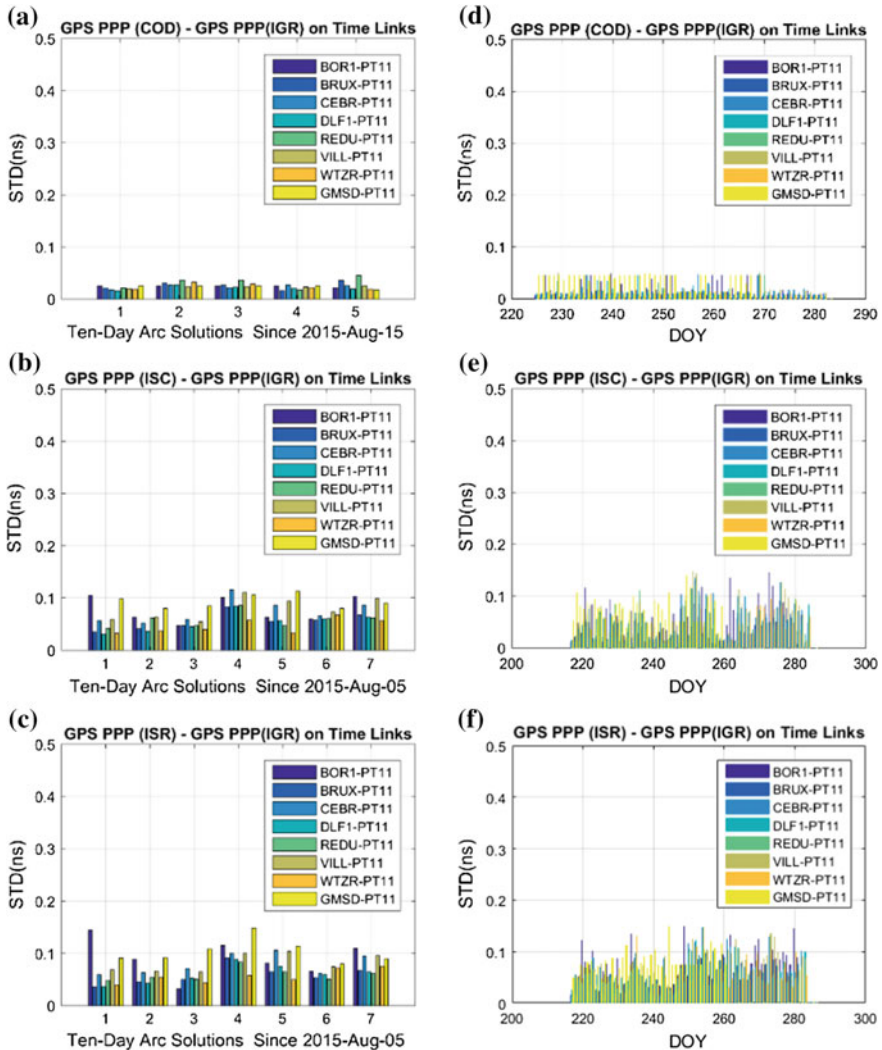 (a)
GPS PPP (COD) - GPS PPP(IGR) on Time Links
0.5
0.4
0.3
0.2
0.1
0
STD(ns)
BOR1-PT11
BRUX-PT11
CEBR-PT11
DLF1-PT11
REDU-PT11
VILL-PT11
WTZR-PT11
GMSD-PT11
1 2 3 4 5
Ten-Day Arc Solutions Since 2015-Aug-15
(d)
GPS PPP (COD) - GPS PPP(IGR) on Time Links
0.5
0.4
0.3
0.2
0.1
0
STD(ns)
BOR1-PT11
BRUX-PT11
CEBR-PT11
DLF1-PT11
REDU-PT11
VILL-PT11
WTZR-PT11
GMSD-PT11
220 230 240 250 260 270 280 290
DOY
(b)
GPS PPP (ISC) - GPS PPP(IGR) on Time Links
0.5
0.4
0.3
0.2
0.1
0
STD(ns)
BOR1-PT11
BRUX-PT11
CEBR-PT11
DLF1-PT11
REDU-PT11
VILL-PT11
WTZR-PT11
GMSD-PT11
1 2 3 4 5 6 7
Ten-Day Arc Solutions Since 2015-Aug-05
(e)
GPS PPP (ISC) - GPS PPP(IGR) on Time Links
0.5
0.4
0.3
0.2
0.1
0
STD(ns)
BOR1-PT11
BRUX-PT11
CEBR-PT11
DLF1-PT11
REDU-PT11
VILL-PT11
WTZR-PT11
GMSD-PT11
200 220 240 260 280 300
DOY
(c)
GPS PPP (ISR) - GPS PPP(IGR) on Time Links
0.5
0.4
0.3
0.2
0.1
0
STD(ns)
BOR1-PT11
BRUX-PT11
CEBR-PT11
DLF1-PT11
REDU-PT11
VILL-PT11
WTZR-PT11
GMSD-PT11
1 2 3 4 5 6 7
Ten-Day Arc Solutions Since 2015-Aug-05
(f)
GPS PPP (ISR) - GPS PPP(IGR) on Time Links
0.5
0.4
0.3
0.2
0.1
0
STD(ns)
BOR1-PT11
BRUX-PT11
CEBR-PT11
DLF1-PT11
REDU-PT11
VILL-PT11
WTZR-PT11
GMSD-PT11
200 220 240 260 280 300
DOY